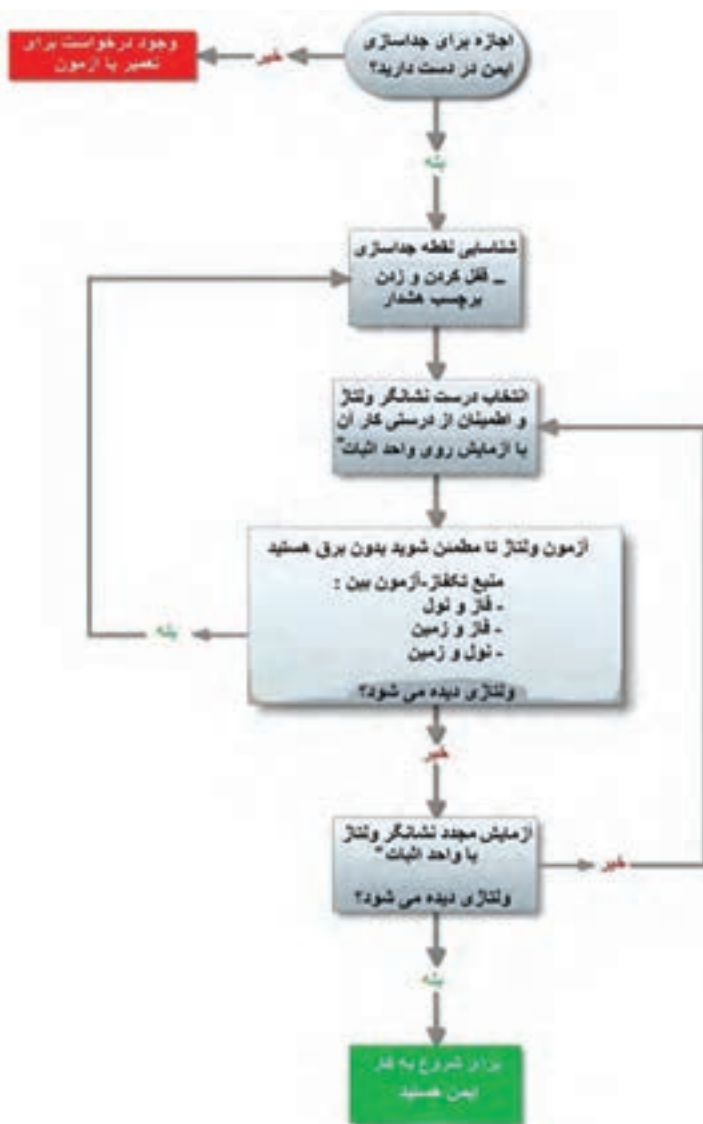 اجازه برای جداسازی
ایمن در دست دارید؟
خیر
وجود درخواست برای
تعمیر یا آزمون
بله
شناسایی نقطه جداسازی
_ قفل کردن و زدن
برچسب هشدار
انتخاب درست نشانگر ولتاژ
و اطمینان از درستی کار آن
با آزمایش روی واحد اثبات"
آزمون ولتاژ تا مطمئن شوید بدون برق هستید
منبع تکفاز-آزمون بین :
- فاز و نول
- فاز و زمین
- نول و زمین
ولتاژی دیده می شود؟
بله
خیر
آزمایش مجدد نشانگر ولتاژ
با واحد اثبات"
ولتاژی دیده می شود؟
خیر
بله
برای شروع به کار
ایمن هستید